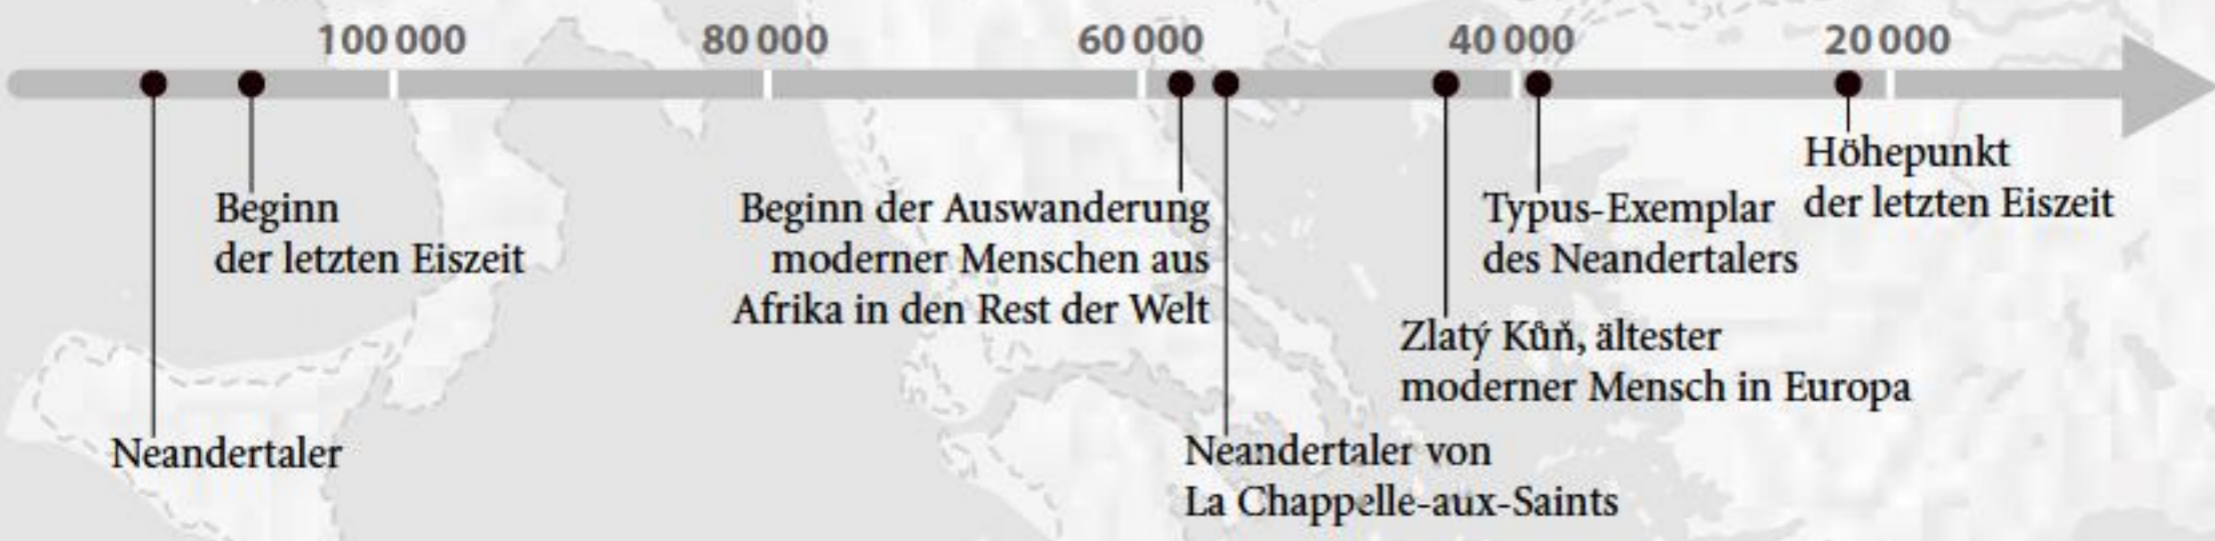 100 000 80 000 60 000 40 000 20 000
Neandertaler
Beginn
der letzten Eiszeit
Beginn der Auswanderung
moderner Menschen aus
Afrika in den Rest der Welt
Neandertaler von
La Chappelle-aux-Saints
Zlatý Kůň, ältester
moderner Mensch in Europa
Typus-Exemplar
des Neandertalers
Höhepunkt
der letzten Eiszeit